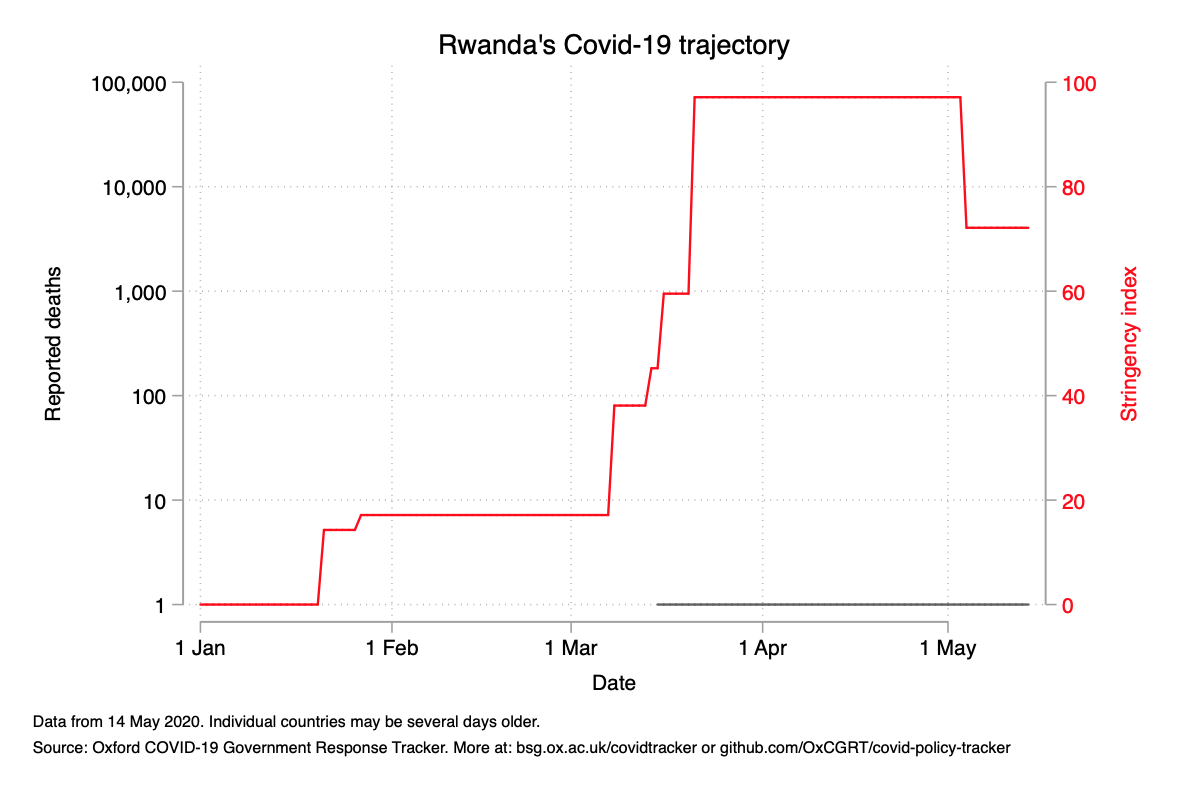 Rwanda's Covid-19 trajectory
100,000
10,000
1,000
100
10
1
Reported deaths
100
80
60
40
20
0
Stringency index
1 Jan
1 Feb
1 Mar
1 Apr
1 May
Date
Data from 14 May 2020. Individual countries may be several days older.
Source: Oxford COVID-19 Government Response Tracker. More at: bsg.ox.ac.uk/covidtracker or github.com/OxCGRT/covid-policy-tracker